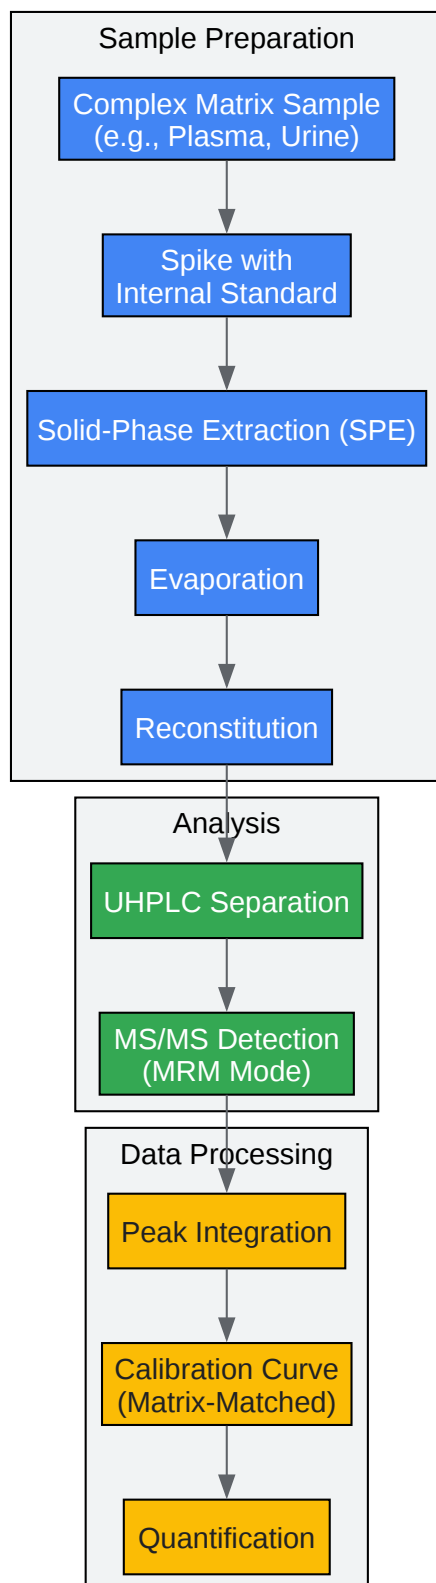 Sample Preparation
Complex Matrix Sample
(e.g., Plasma, Urine)
Spike with
Internal Standard
Solid-Phase Extraction (SPE)
Evaporation
Reconstitution
Analysis
UHPLC Separation
MS/MS Detection
(MRM Mode)
Data Processing
Peak Integration
Calibration Curve
(Matrix-Matched)
Quantification